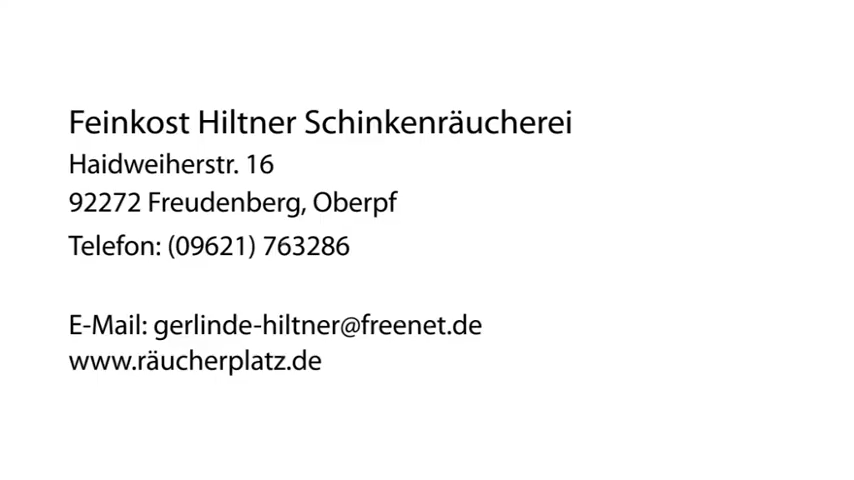 Feinkost Hiltner Schinkenräucherei
Haidweiherstr. 16
92272 Freudenberg, Oberpf
Telefon: (09621) 763286
E-Mail: gerlinde-hiltner@freenet.de
www.räucherplatz.de